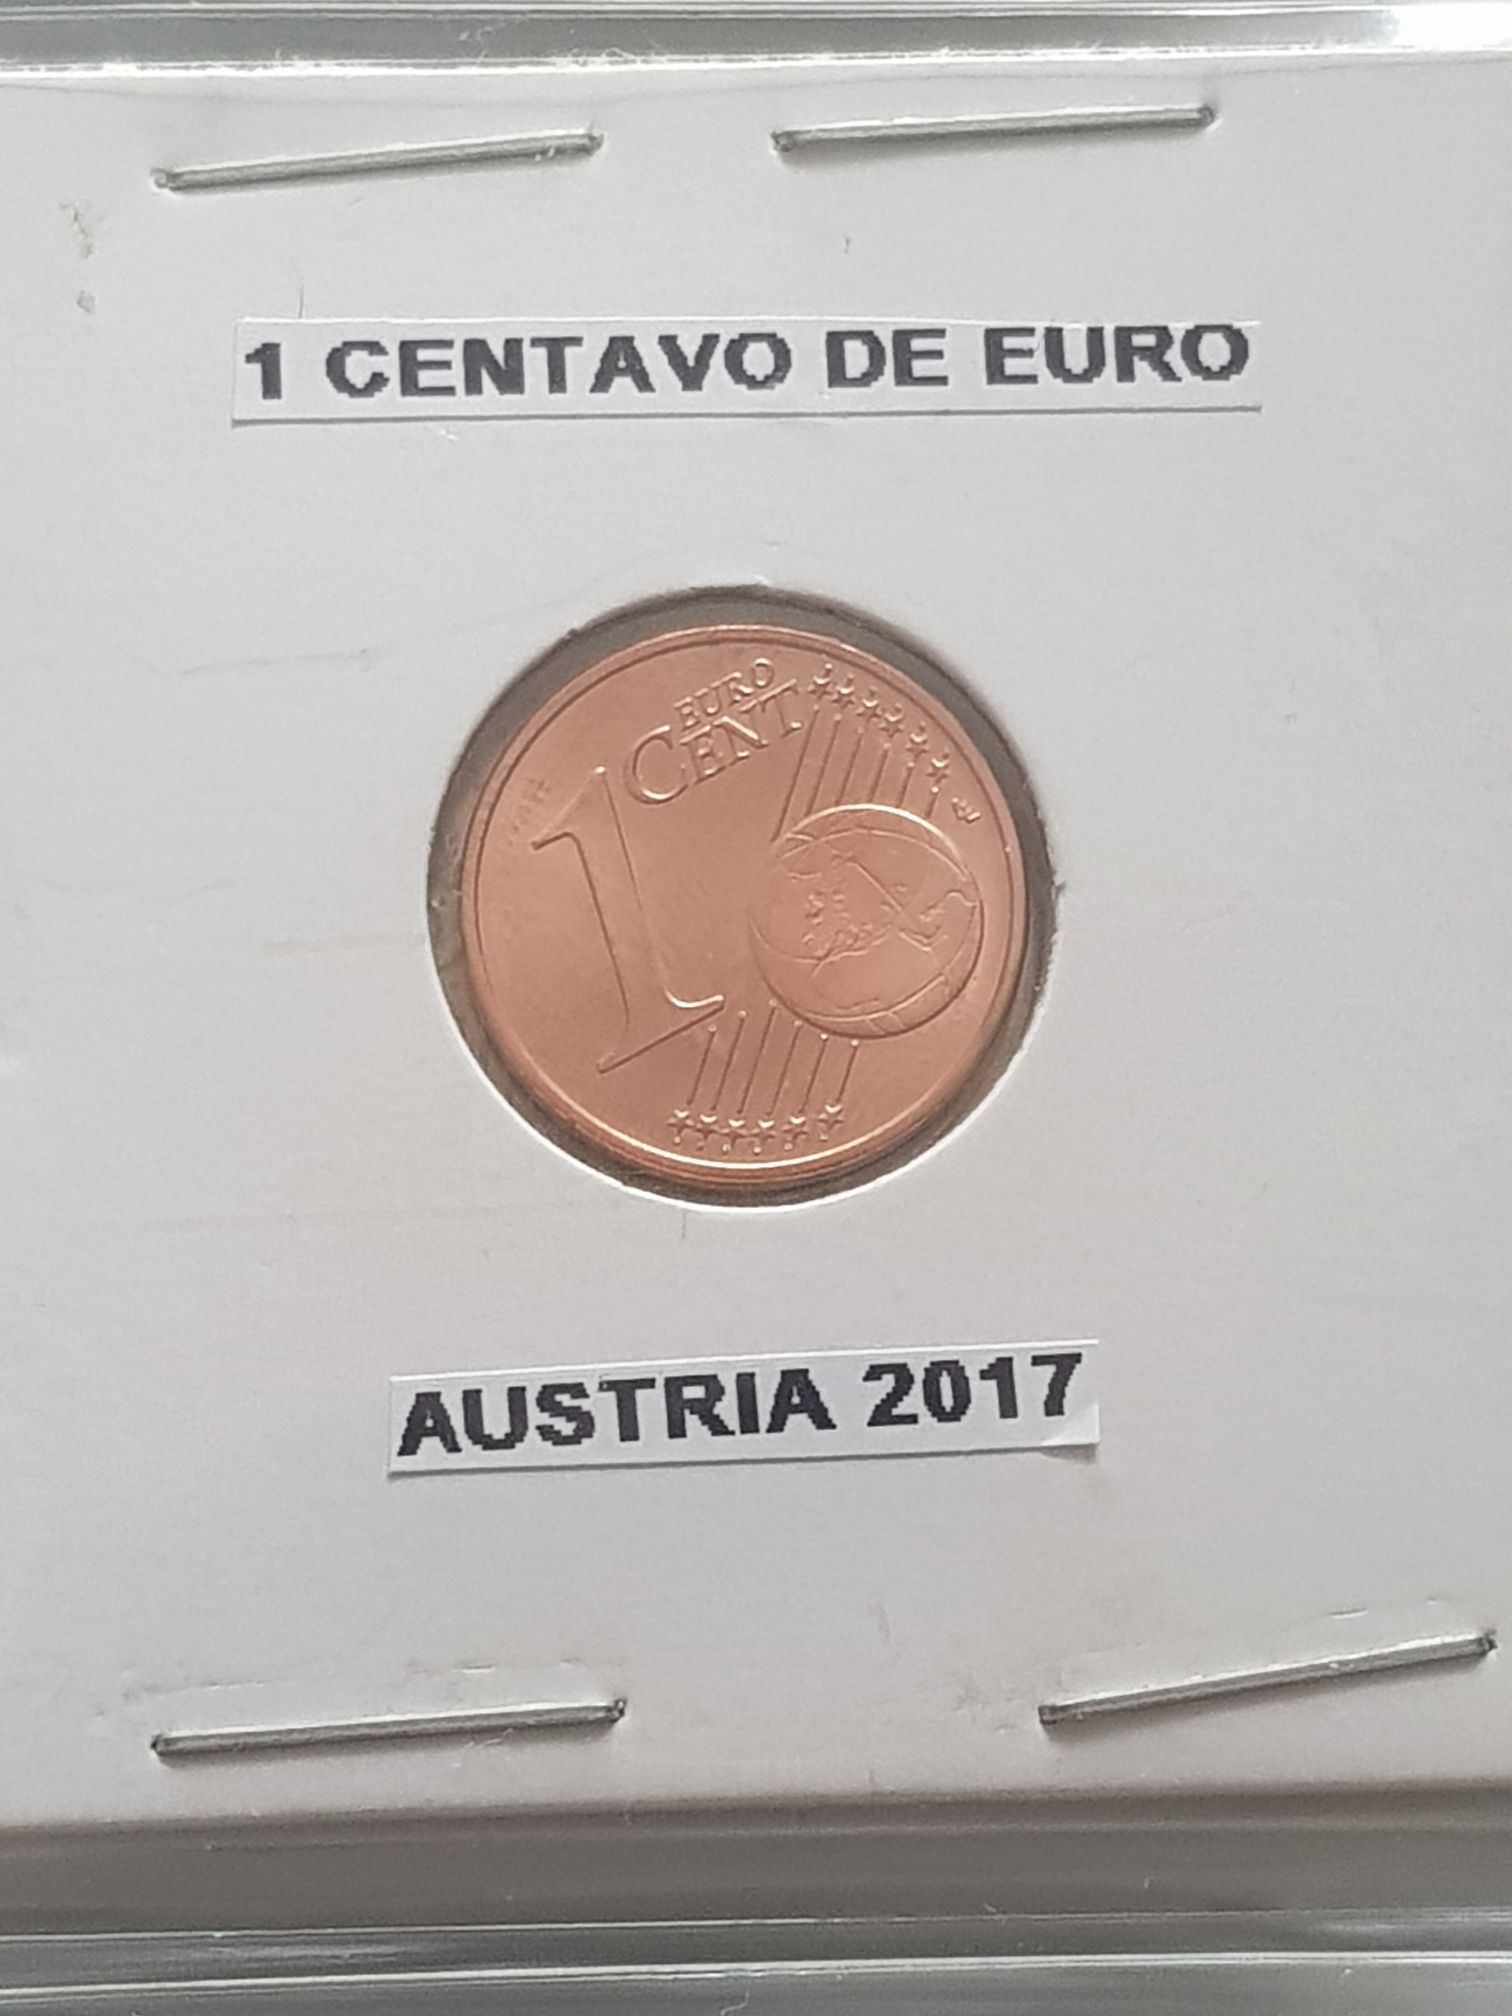 1 CENTAVO DE EURO
EURO
1 CENT
AUSTRIA 2017